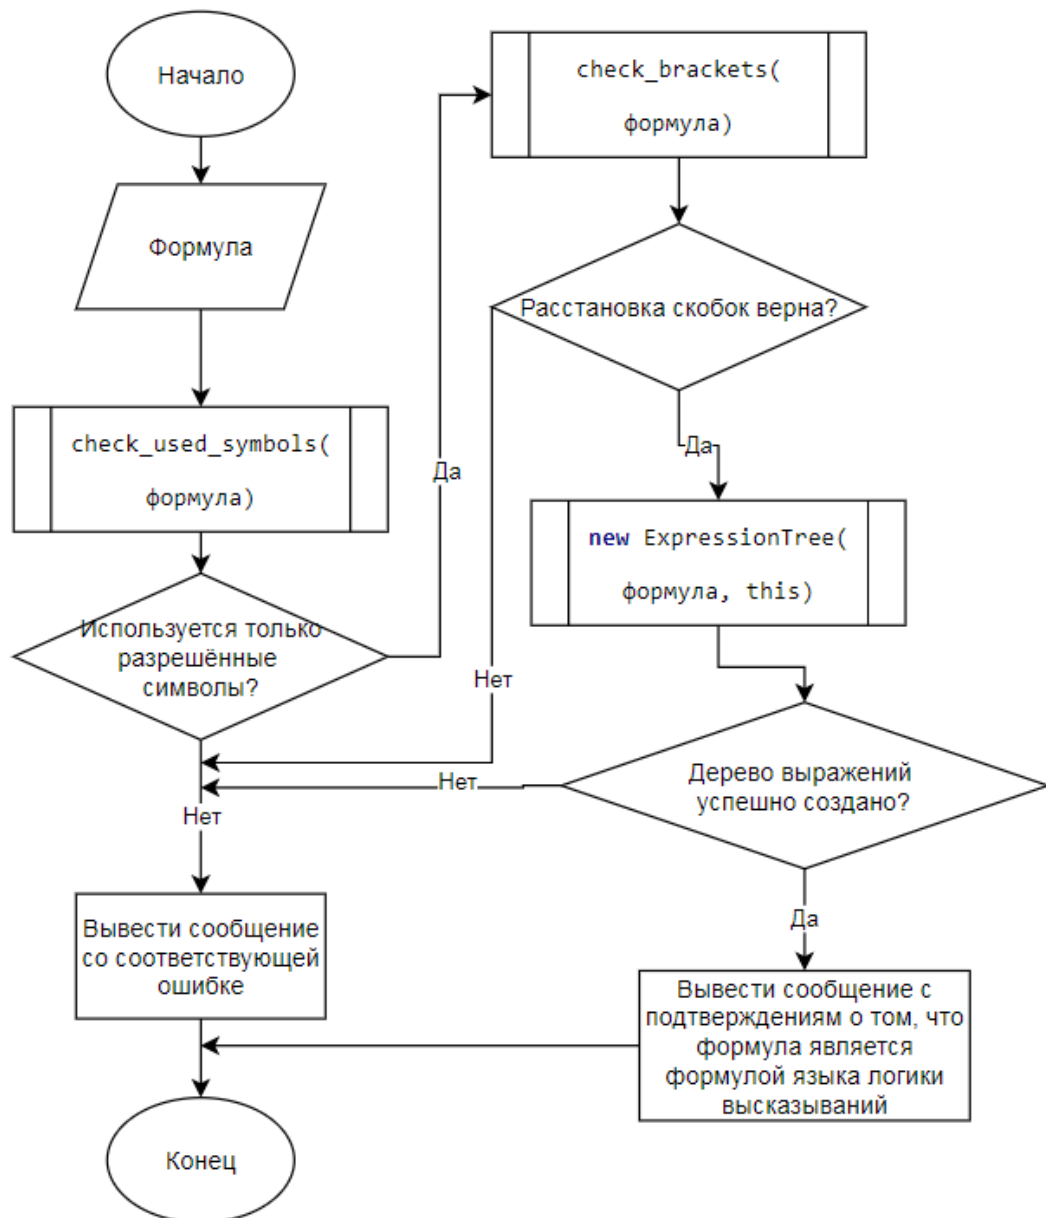 Начало
Формула
check_used_symbols(
формула)
Используется только
разрешённые
символы?
Да
check_brackets(
формула)
Расстановка скобок верна?
Да
Нет
new ExpressionTree(
формула, this)
Дерево выражений
успешно создано?
Нет
Нет
Да
Вывести сообщение
со соответствующей
ошибке
Вывести сообщение с
подтверждениям о том, что
формула является
формулой языка логики
высказываний
Конец